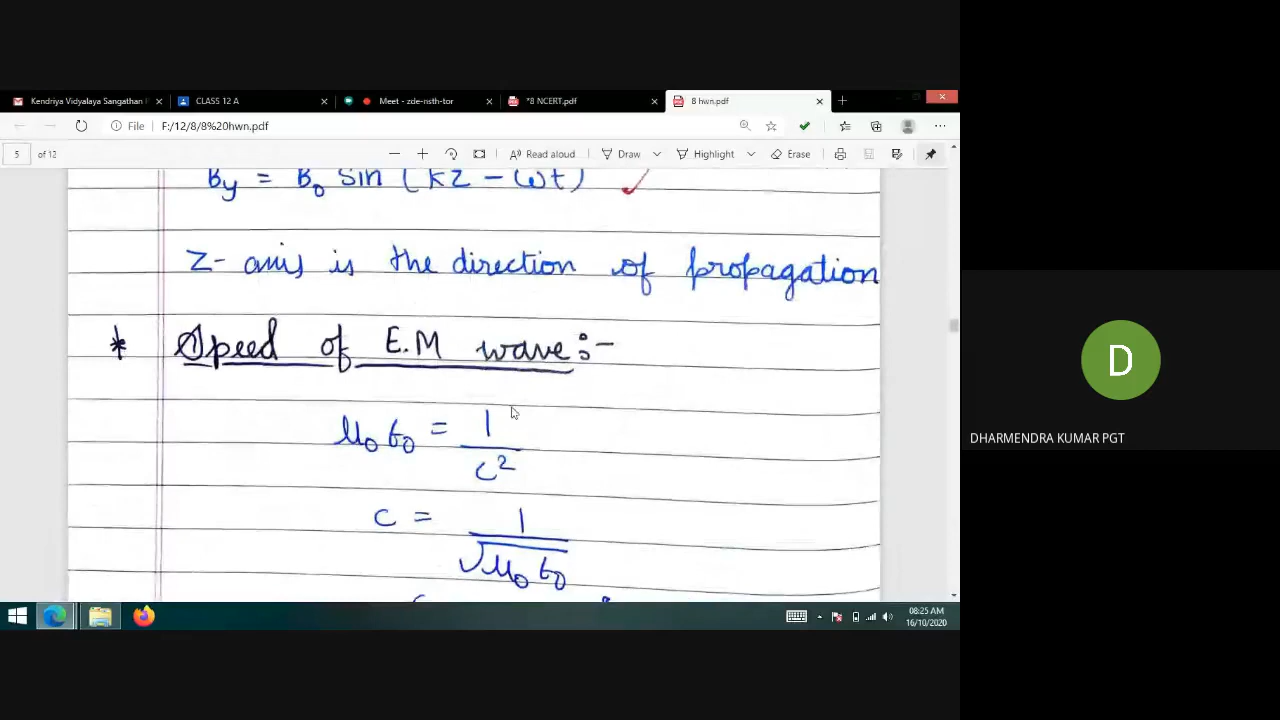 Kendriya Vidyalaya Sangathan
CLASS 12 A
Meet - zde-nsth-tor
*8 NCERT.pdf
8 hwn.pdf
File F:/12/8/8%20hwn.pdf
5 of 12
Read aloud
Draw
Highlight
Erase
By = B₀ Sin (kz - ωt) ✓
Z- axis is the direction of propagation
* Speed of E.M wave:-
μ₀ ε₀ = 1/c²
c = 1/√μ₀ ε₀
D
DHARMENDRA KUMAR PGT
08:25 AM
16/10/2020